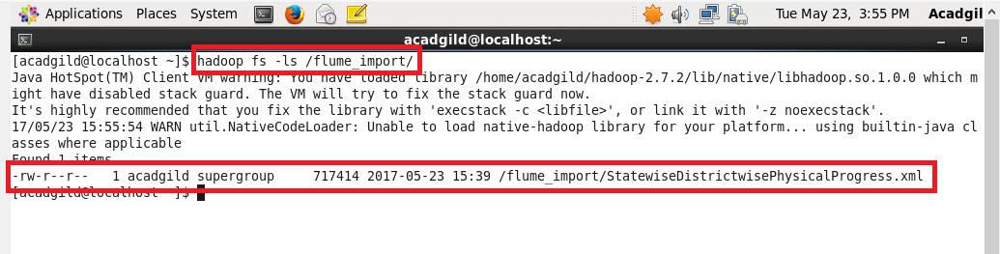 Applications Places System Tue May 23, 3:55 PM Acadgild
acadgild@localhost:~
[acadgild@localhost ~]$ hadoop fs -ls /flume_import/
Java HotSpot(TM) Client VM warning: You have loaded library /home/acadgild/hadoop-2.7.2/lib/native/libhadoop.so.1.0.0 which m
ight have disabled stack guard. The VM will try to fix the stack guard now.
It's highly recommended that you fix the library with 'execstack -c <libfile>', or link it with '-z noexecstack'.
17/05/23 15:55:54 WARN util.NativeCodeLoader: Unable to load native-hadoop library for your platform... using builtin-java cl
asses where applicable
Found 1 items
-rw-r--r-- 1 acadgild supergroup 717414 2017-05-23 15:39 /flume_import/StatewiseDistrictwisePhysicalProgress.xml
[acadgild@localhost ~]$